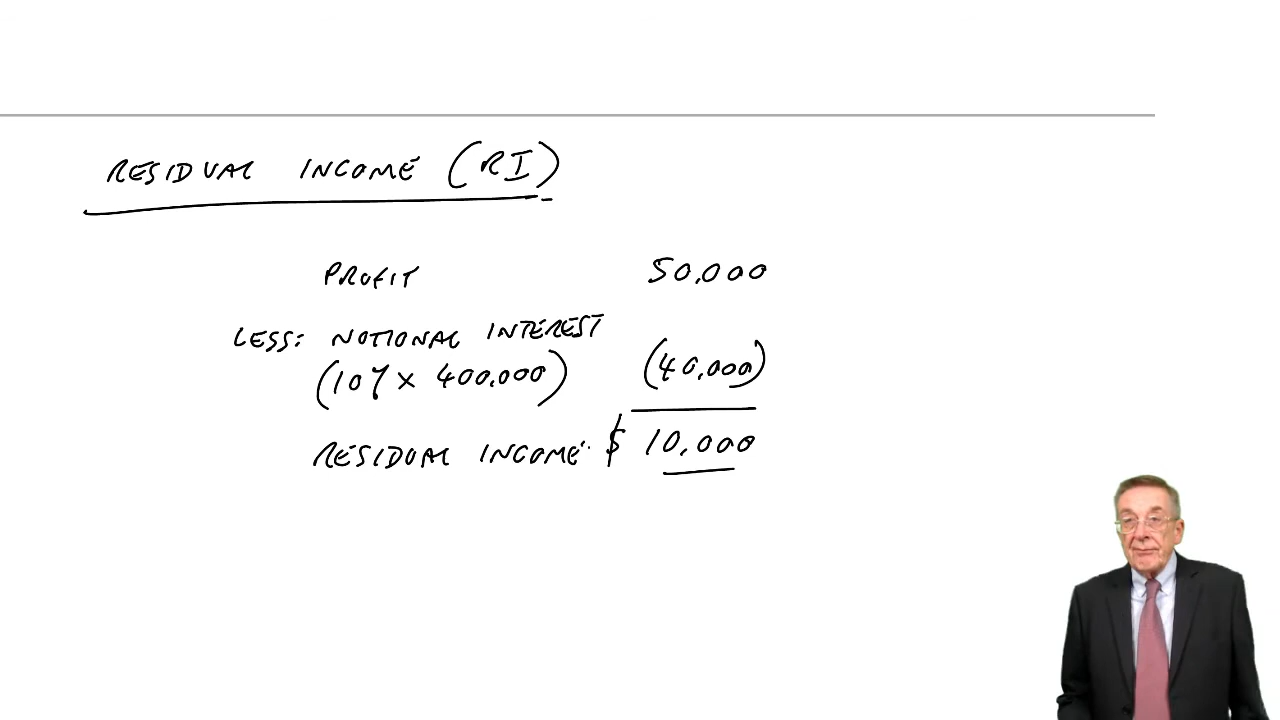 RESIDUAL INCOME (RI)
PROFIT 50,000
LESS: NOTIONAL INTEREST
(10% × 400,000) (40,000)
RESIDUAL INCOME: $ 10,000